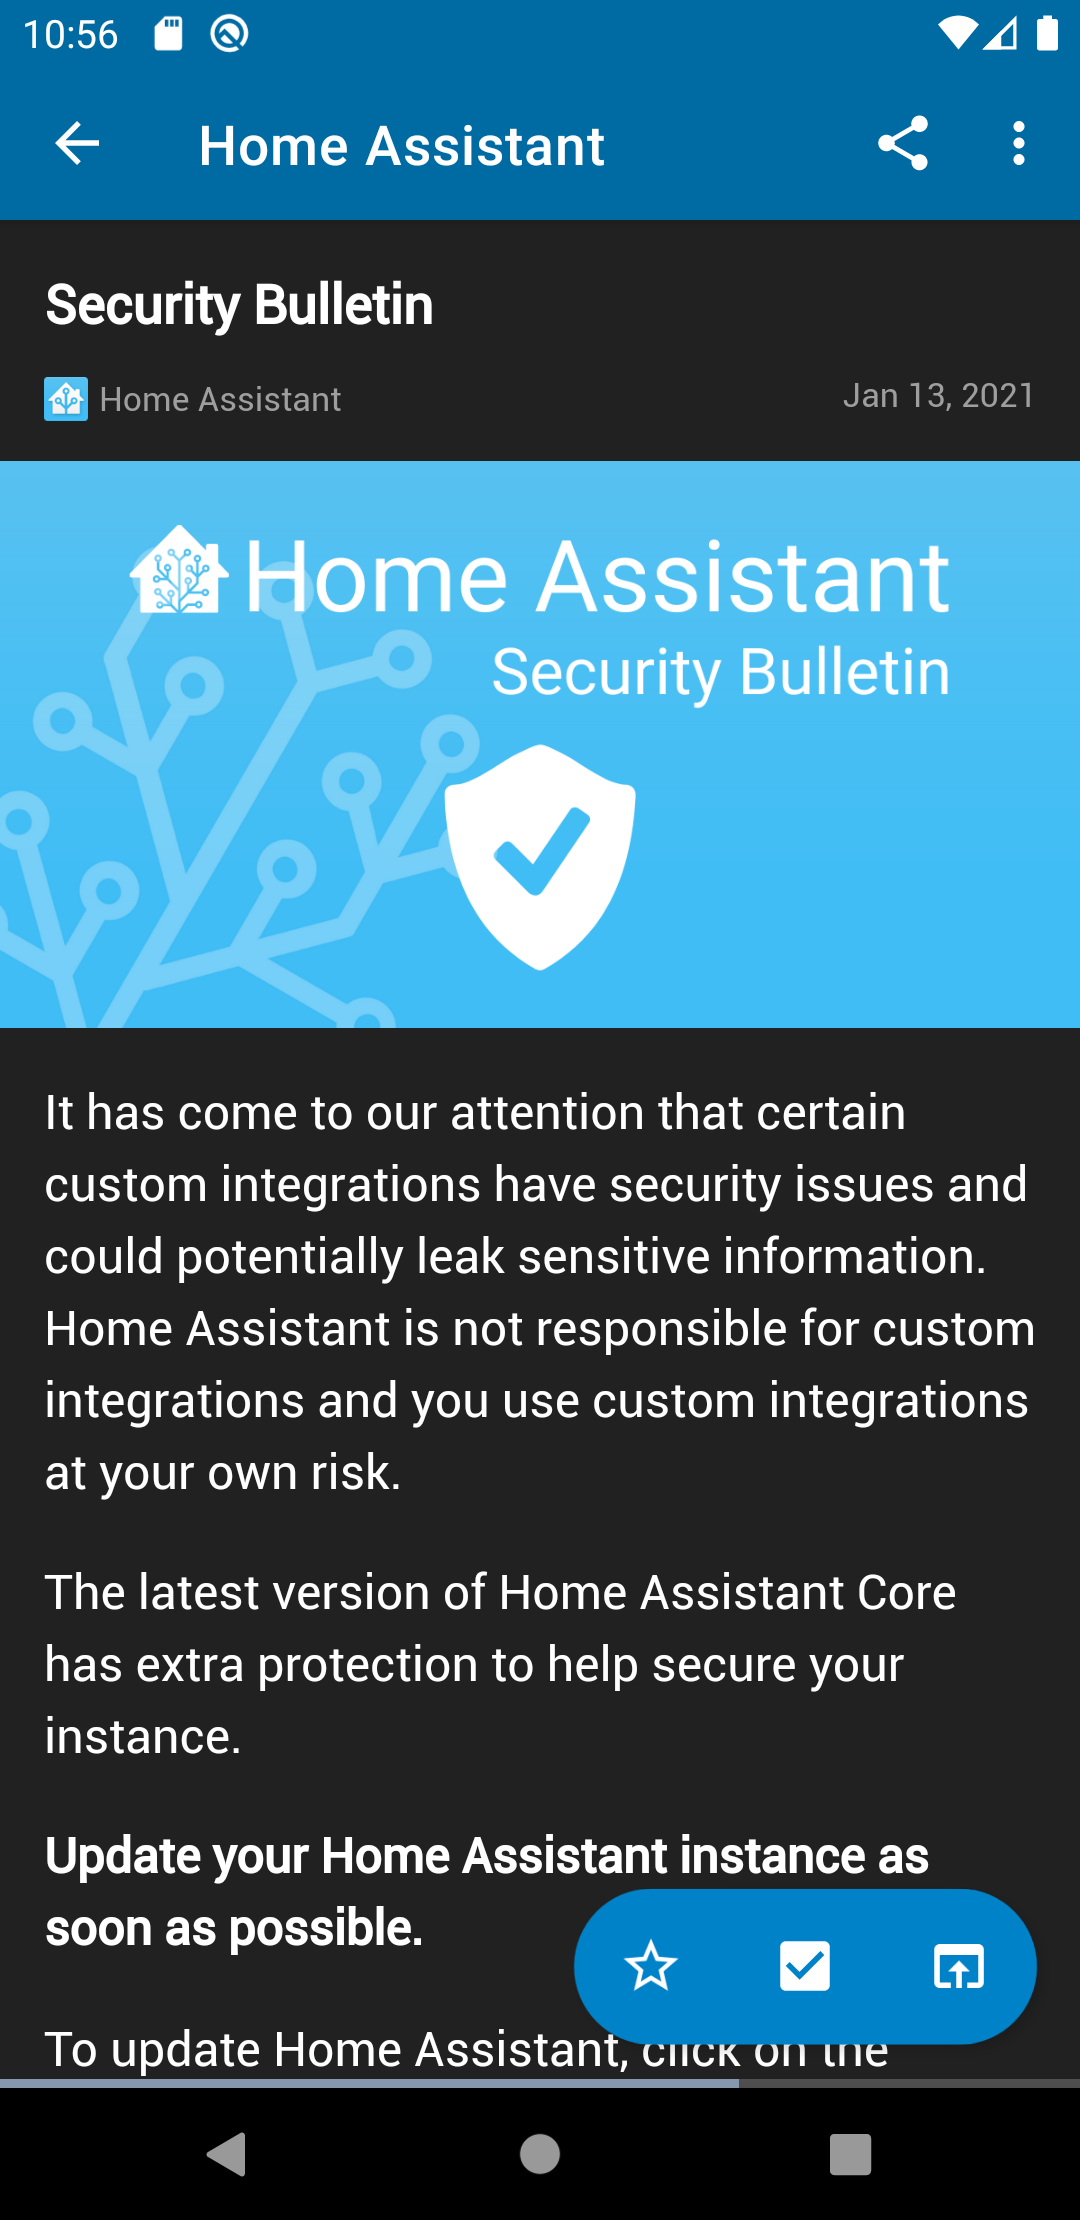 10:56
Home Assistant
Security Bulletin
Home Assistant
Jan 13, 2021
Home Assistant
Security Bulletin
It has come to our attention that certain
custom integrations have security issues and
could potentially leak sensitive information.
Home Assistant is not responsible for custom
integrations and you use custom integrations
at your own risk.
The latest version of Home Assistant Core
has extra protection to help secure your
instance.
Update your Home Assistant instance as
soon as possible.
To update Home Assistant, click on the